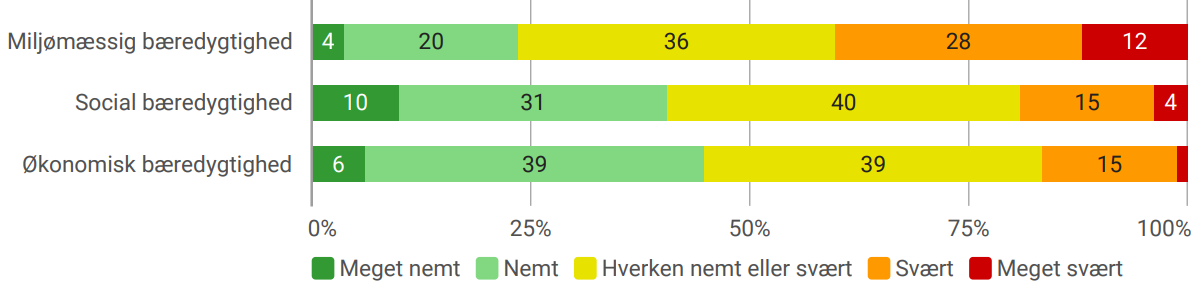 Miljømæssig bæredygtighed 4 20 36 28 12
Social bæredygtighed 10 31 40 15 4
Økonomisk bæredygtighed 6 39 39 15
0% 25% 50% 75% 100%
Meget nemt Nemt Hverken nemt eller svært Svært Meget svært